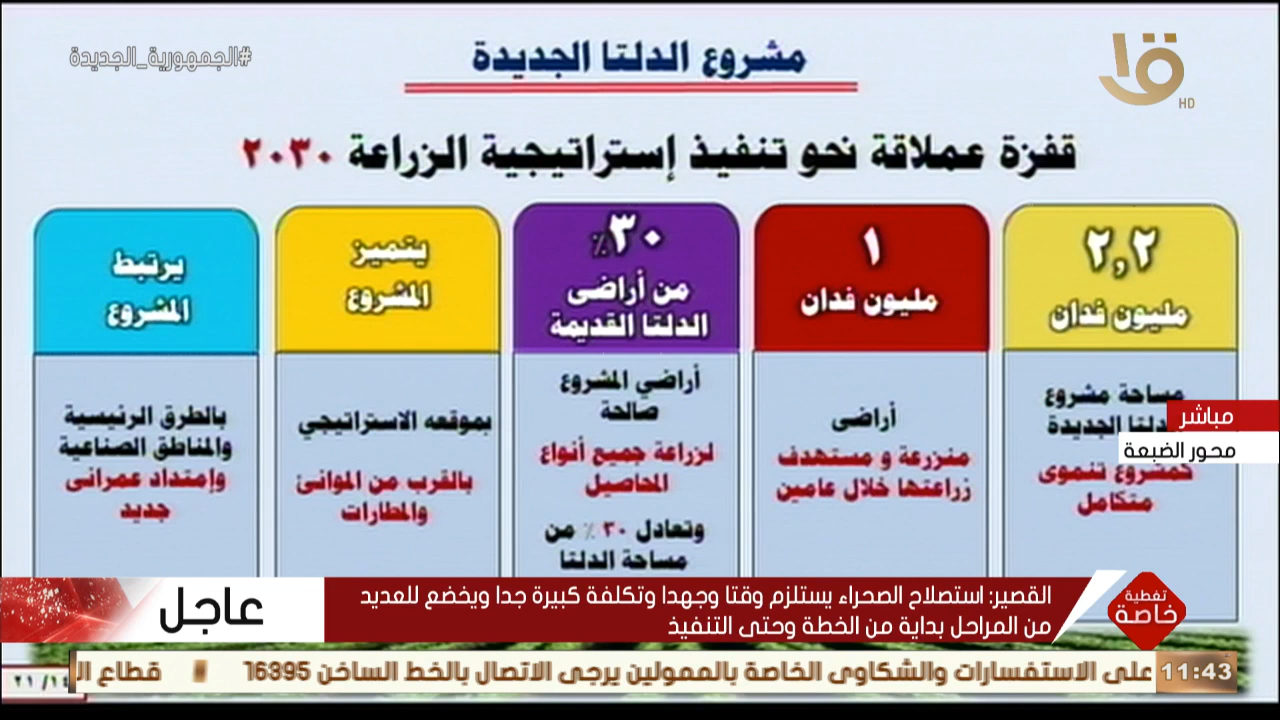 #الجمهورية_الجديدة
مشروع الدلتا الجديدة
HD
قفزة عملاقة نحو تنفيذ إستراتيجية الزراعة ٢٠٣٠
٢,٢
مليون فدان
مساحة مشروع
الدلتا الجديدة
كمشروع تنموى
متكامل
١
مليون فدان
أراضى
منزرعة و مستهدف
زراعتها خلال عامين
٣٠٪
من أراضى
الدلتا القديمة
أراضي المشروع
صالحة
لزراعة جميع أنواع
المحاصيل
وتعادل ٣٠٪ من
مساحة الدلتا
يتميز
المشروع
بموقعه الاستراتيجي
بالقرب من الموانئ
والمطارات
يرتبط
المشروع
بالطرق الرئيسية
والمناطق الصناعية
وإمتداد عمرانى
جديد
مباشر
محور الضبعة
تغطية
خاصة
القصير: استصلاح الصحراء يستلزم وقتا وجهدا وتكلفة كبيرة جدا ويخضع للعديد
من المراحل بداية من الخطة وحتى التنفيذ
عاجل
11:43
على الاستفسارات والشكاوى الخاصة بالممولين يرجى الاتصال بالخط الساخن 16395
قطاع